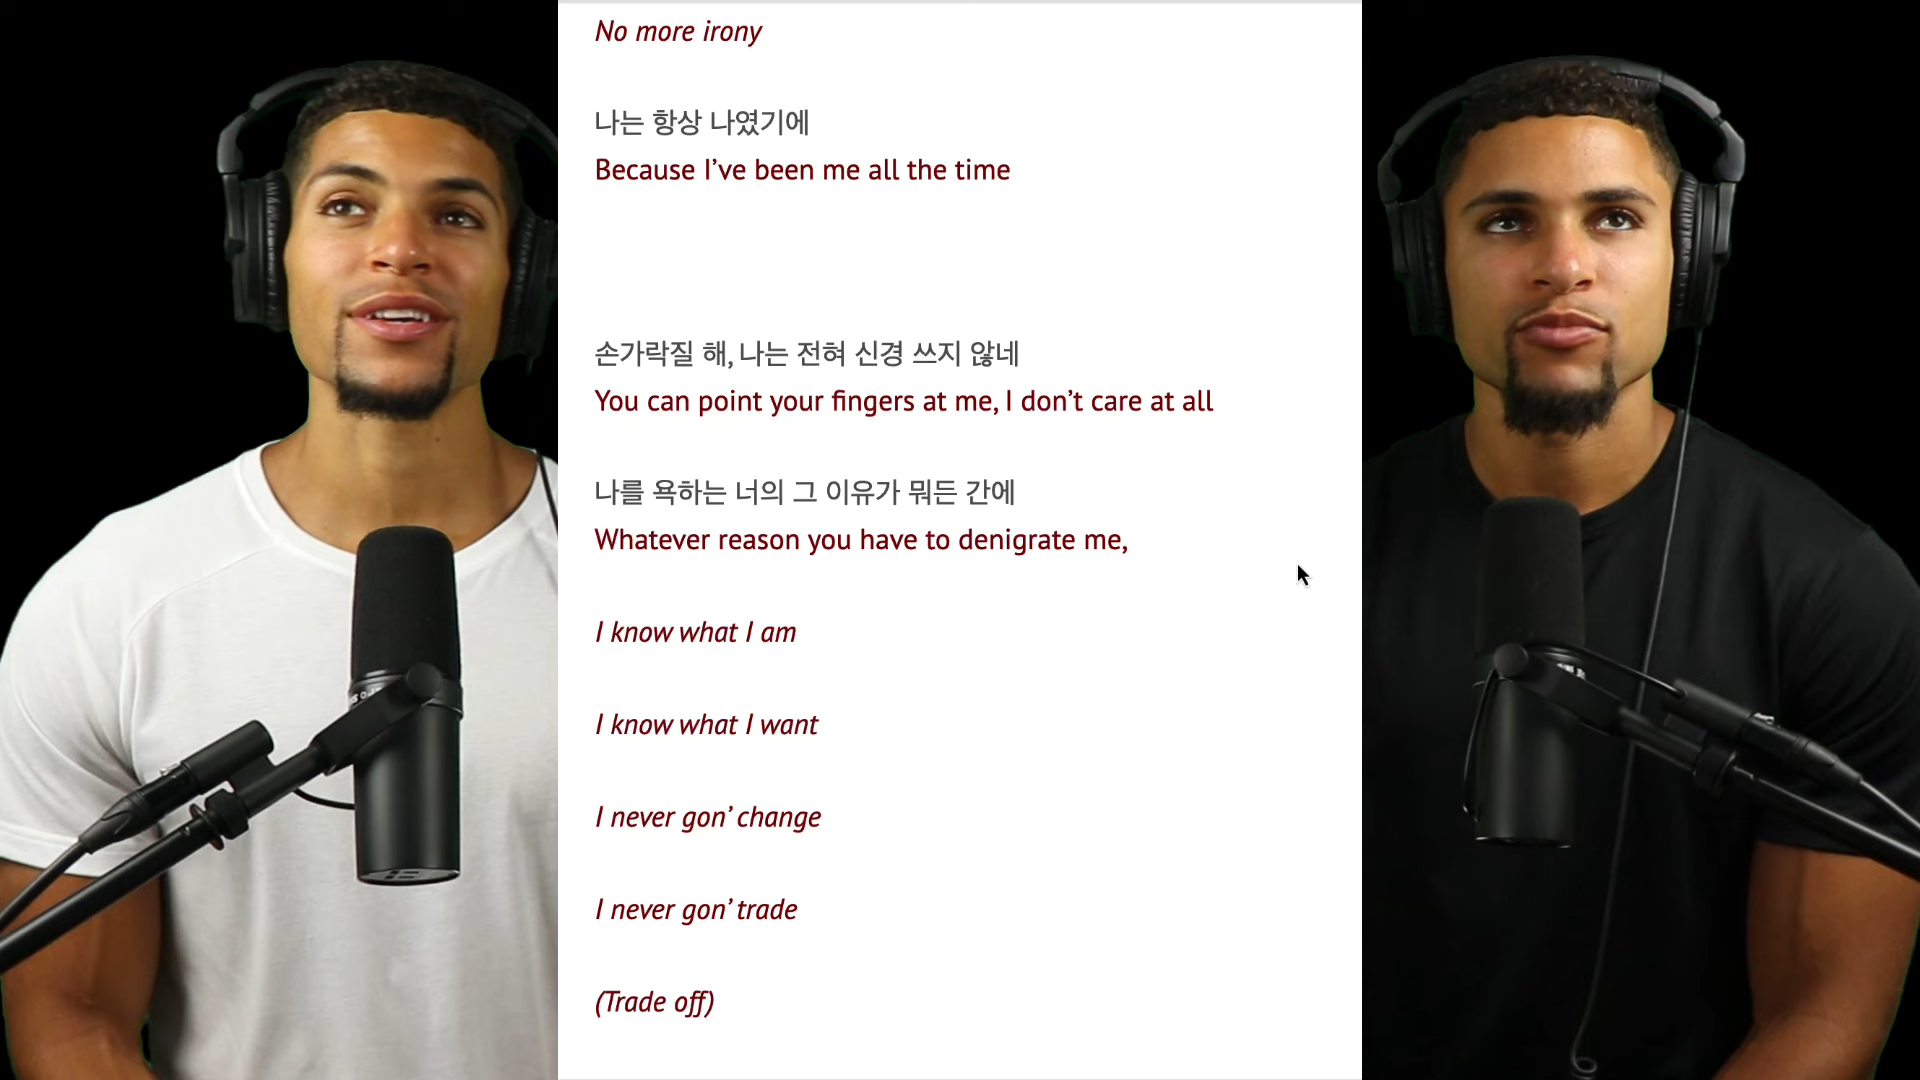 No more irony
나는 항상 나였기에
Because I’ve been me all the time
손가락질 해, 나는 전혀 신경 쓰지 않네
You can point your fingers at me, I don’t care at all
나를 욕하는 너의 그 이유가 뭐든 간에
Whatever reason you have to denigrate me,
I know what I am
I know what I want
I never gon’ change
I never gon’ trade
(Trade off)